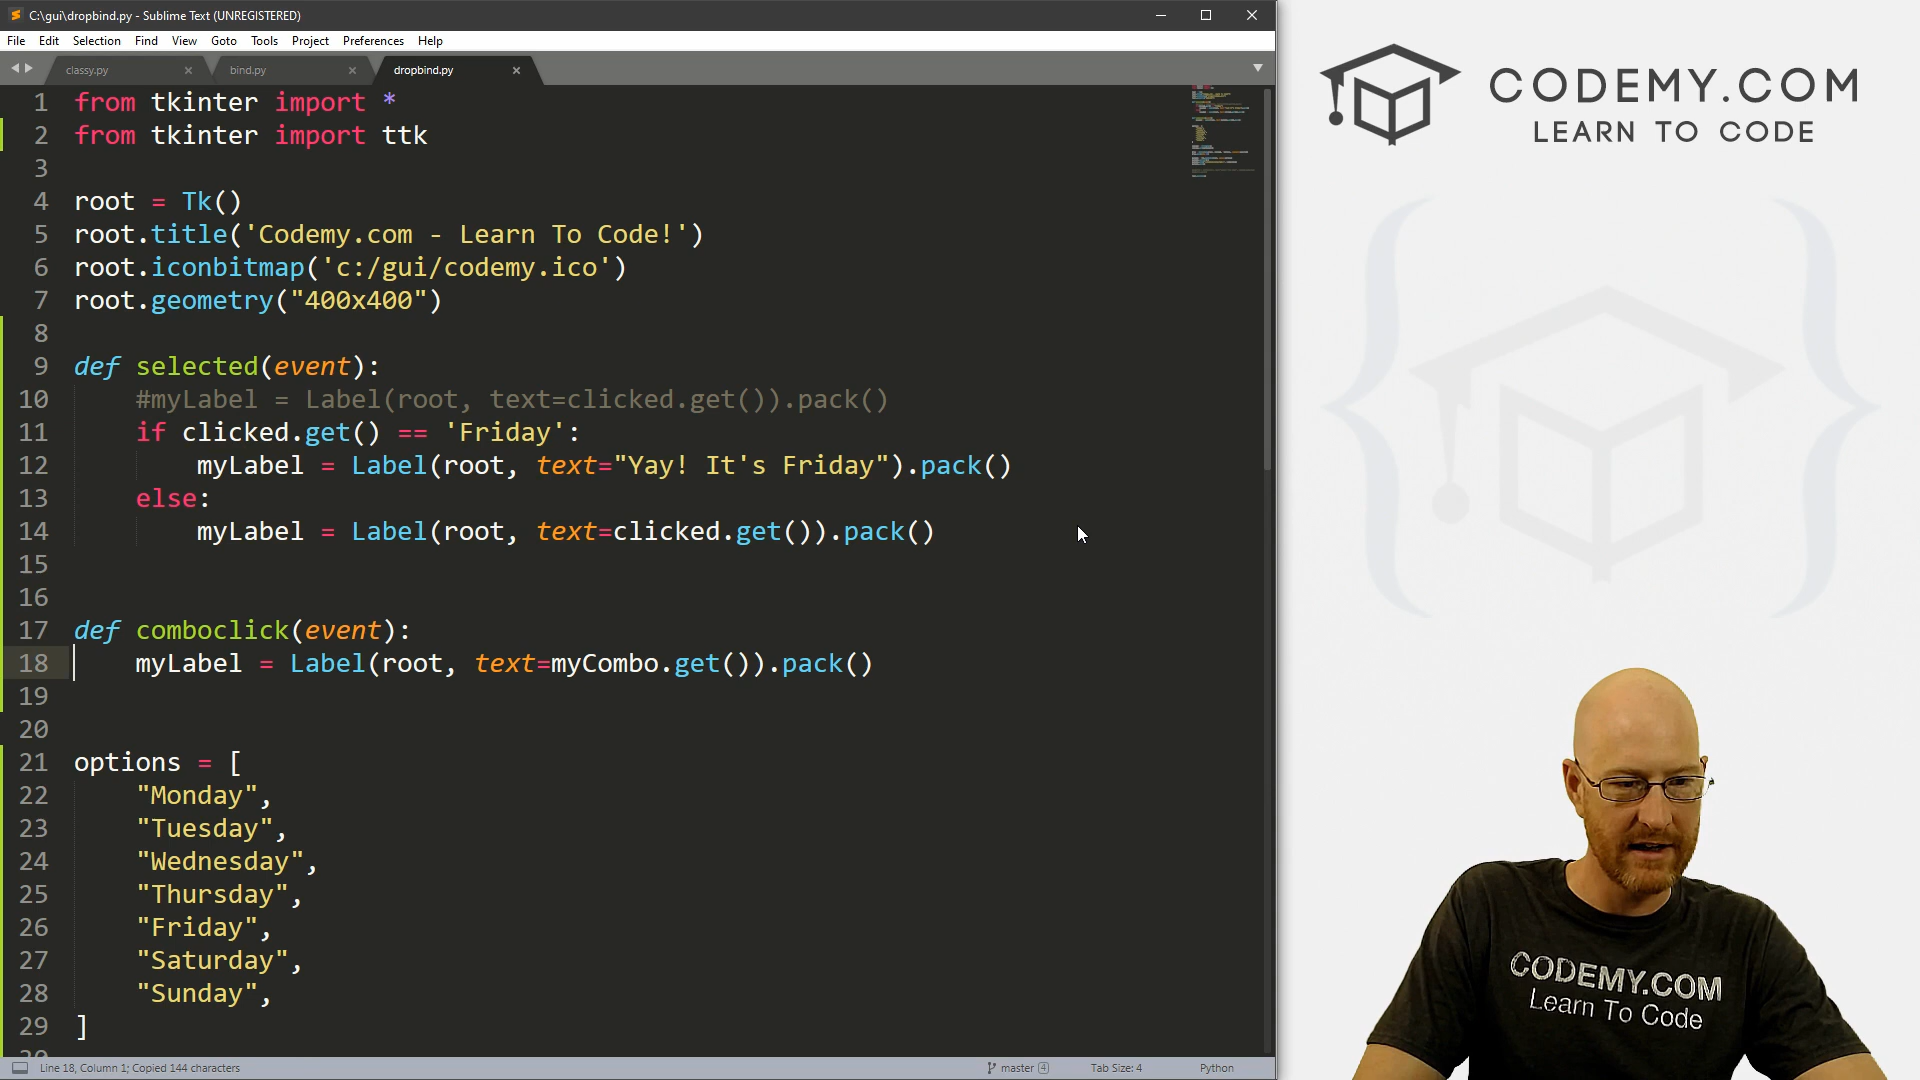 C:\gui\dropbind.py - Sublime Text (UNREGISTERED)
File Edit Selection Find View Goto Tools Project Preferences Help
classy.py bind.py dropbind.py
1 from tkinter import *
2 from tkinter import ttk
3
4 root = Tk()
5 root.title('Codemy.com - Learn To Code!')
6 root.iconbitmap('c:/gui/codemy.ico')
7 root.geometry("400x400")
8
9 def selected(event):
10 #myLabel = Label(root, text=clicked.get()).pack()
11 if clicked.get() == 'Friday':
12 myLabel = Label(root, text="Yay! It's Friday").pack()
13 else:
14 myLabel = Label(root, text=clicked.get()).pack()
15
16
17 def comboclick(event):
18 myLabel = Label(root, text=myCombo.get()).pack()
19
20
21 options = [
22 "Monday",
23 "Tuesday",
24 "Wednesday",
25 "Thursday",
26 "Friday",
27 "Saturday",
28 "Sunday",
29 ]
Line 18, Column 1; Copied 144 characters
master 4
Tab Size: 4
Python
CODEMY.COM
LEARN TO CODE
CODEMY.COM
Learn To Code